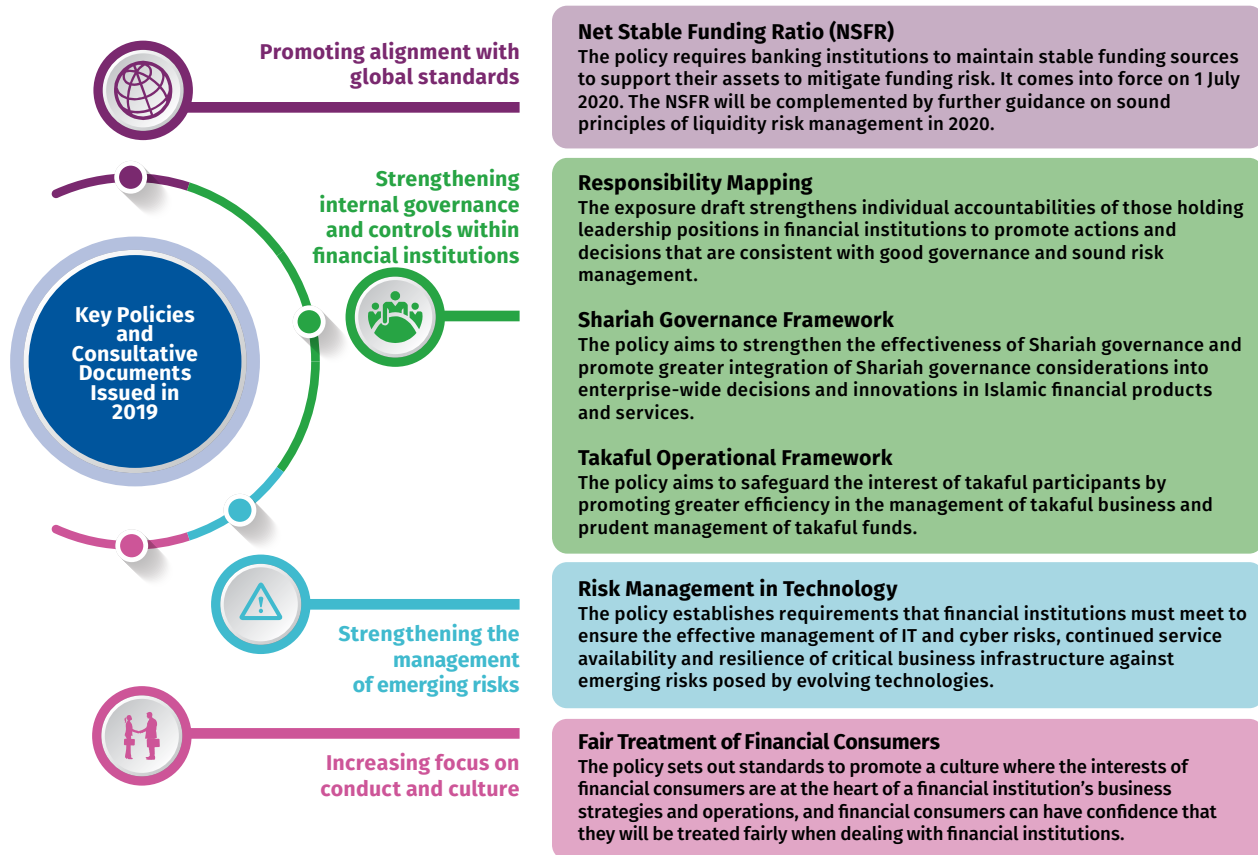 Key Policies
and
Consultative
Documents
Issued in
2019
Promoting alignment with
global standards
Net Stable Funding Ratio (NSFR)
The policy requires banking institutions to maintain stable funding sources
to support their assets to mitigate funding risk. It comes into force on 1 July
2020. The NSFR will be complemented by further guidance on sound
principles of liquidity risk management in 2020.
Strengthening
internal governance
and controls within
financial institutions
Responsibility Mapping
The exposure draft strengthens individual accountabilities of those holding
leadership positions in financial institutions to promote actions and
decisions that are consistent with good governance and sound risk
management.
Shariah Governance Framework
The policy aims to strengthen the effectiveness of Shariah governance and
promote greater integration of Shariah governance considerations into
enterprise-wide decisions and innovations in Islamic financial products
and services.
Takaful Operational Framework
The policy aims to safeguard the interest of takaful participants by
promoting greater efficiency in the management of takaful business and
prudent management of takaful funds.
Strengthening the
management
of emerging risks
Risk Management in Technology
The policy establishes requirements that financial institutions must meet to
ensure the effective management of IT and cyber risks, continued service
availability and resilience of critical business infrastructure against
emerging risks posed by evolving technologies.
Increasing focus on
conduct and culture
Fair Treatment of Financial Consumers
The policy sets out standards to promote a culture where the interests of
financial consumers are at the heart of a financial institution's business
strategies and operations, and financial consumers can have confidence that
they will be treated fairly when dealing with financial institutions.